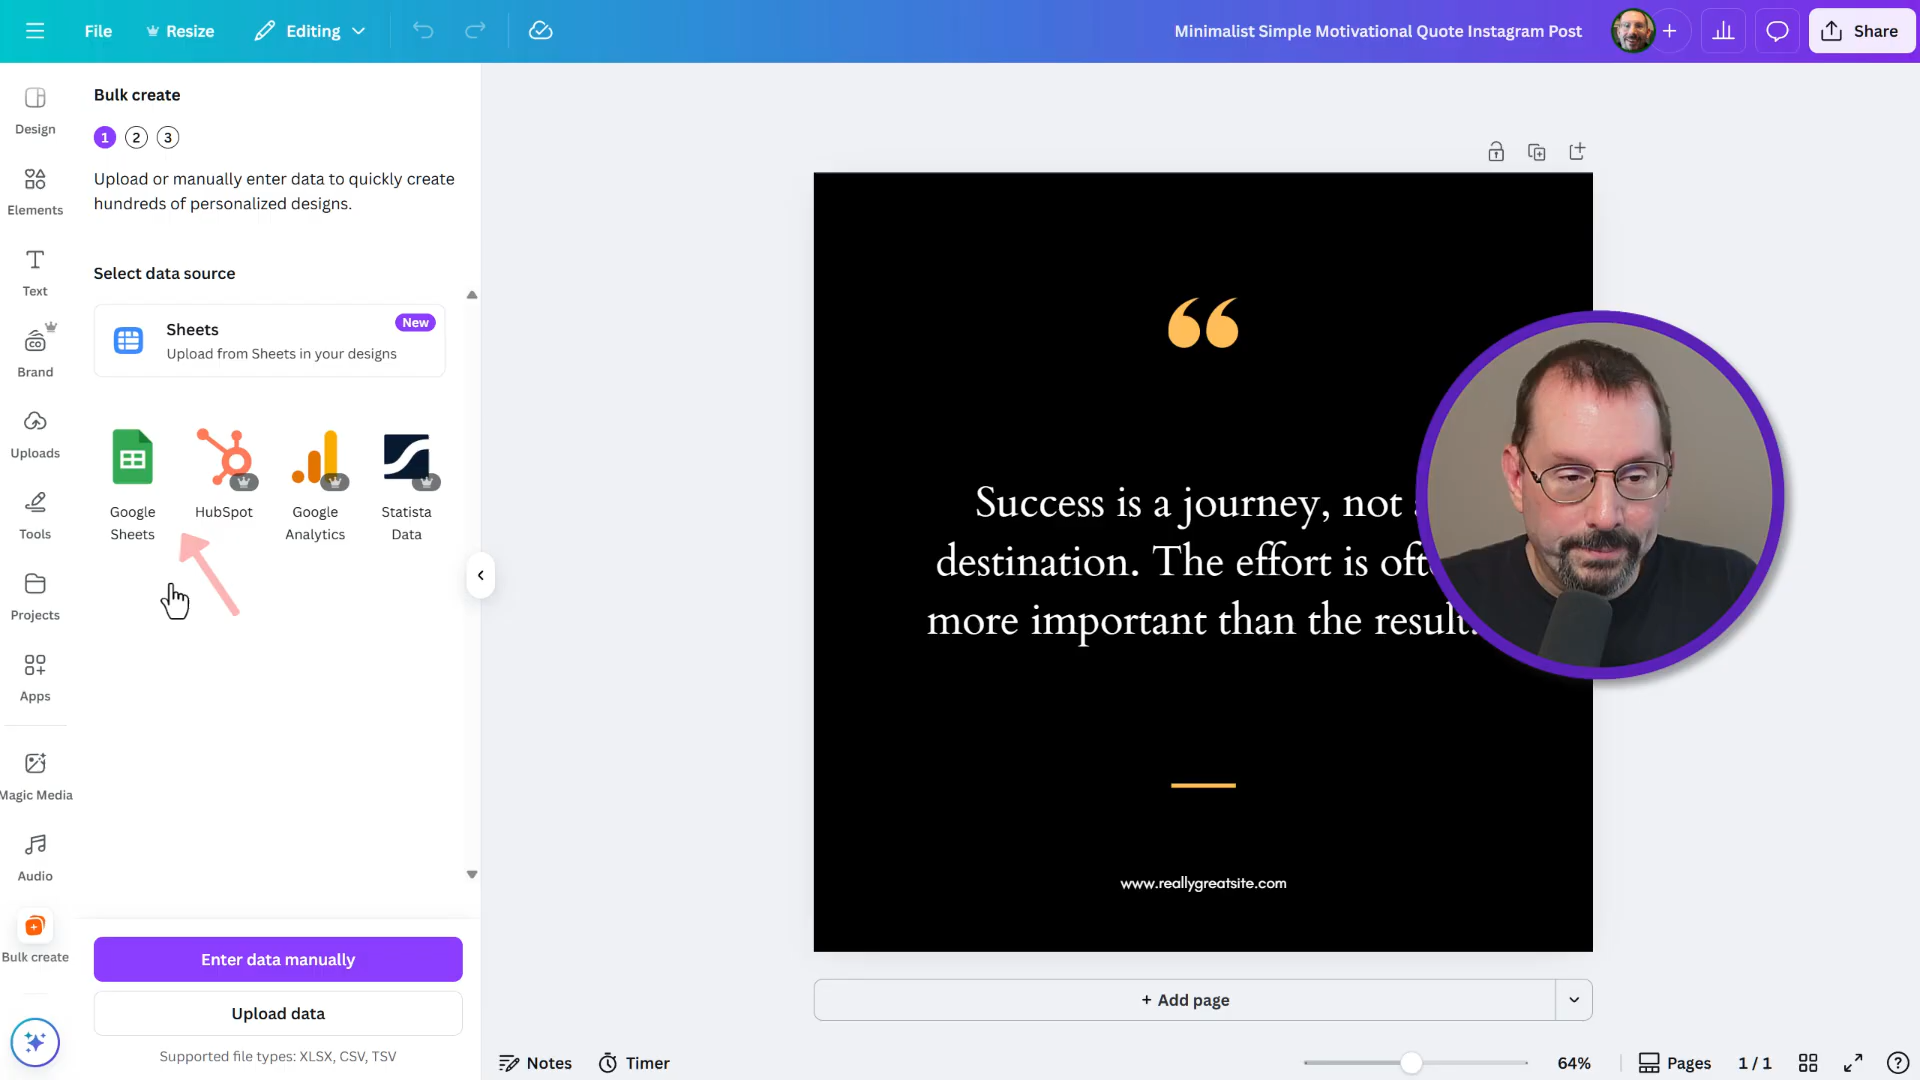 File
Resize
Editing
Minimalist Simple Motivational Quote Instagram Post
Share
Design
Elements
Text
Brand
Uploads
Tools
Projects
Apps
Magic Media
Audio
Bulk create
Bulk create
1 2 3
Upload or manually enter data to quickly create
hundreds of personalized designs.
Select data source
Sheets
New
Upload from Sheets in your designs
Google
Sheets
HubSpot
Google
Analytics
Statista
Data
Enter data manually
Upload data
Supported file types: XLSX, CSV, TSV
“
Success is a journey, not
destination. The effort is
more important than the result.
www.reallygreatsite.com
+ Add page
Notes
Timer
64%
Pages
1 / 1